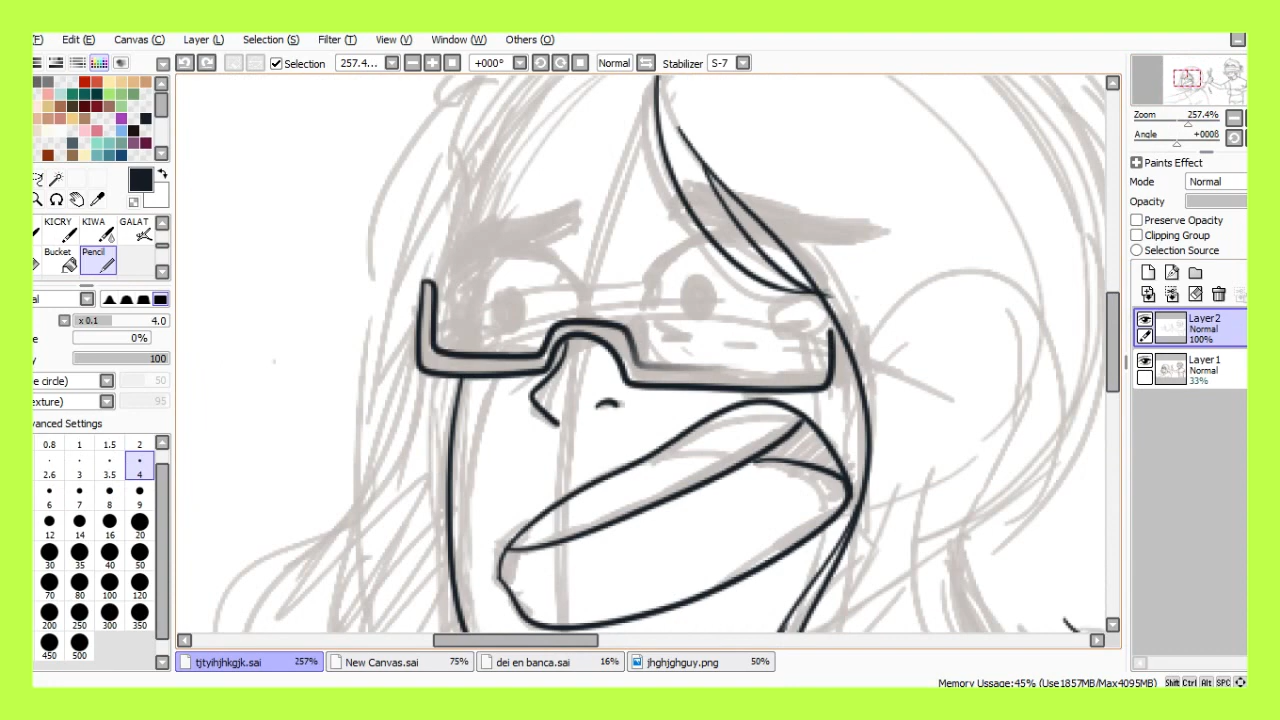 (F) Edit (E) Canvas (C) Layer (L) Selection (S) Filter (T) View (V) Window (W) Others (O)
Selection 257.4... +000° Normal Stabilizer S-7
Zoom 257.4%
Angle +0008
Paints Effect
Mode Normal
Opacity
Preserve Opacity
Clipping Group
Selection Source
KICRY KIWA GALAT
Bucket Pencil
al
x 0.1 4.0
e 0%
y 100
e circle) 50
exture) 95
vanced Settings
0.8 1 1.5 2
2.6 3 3.5 4
6 7 8 9
12 14 16 20
30 35 40 50
70 80 100 120
200 250 300 350
450 500
Layer2
Normal
100%
Layer1
Normal
33%
tjtyihjhkgjk.sai 257% New Canvas.sai 75% dei en banca.sai 16% jhghjghguy.png 50%
Memory Ussage:45% (Use1857MB/Max4095MB) Shift Ctrl Alt SPC